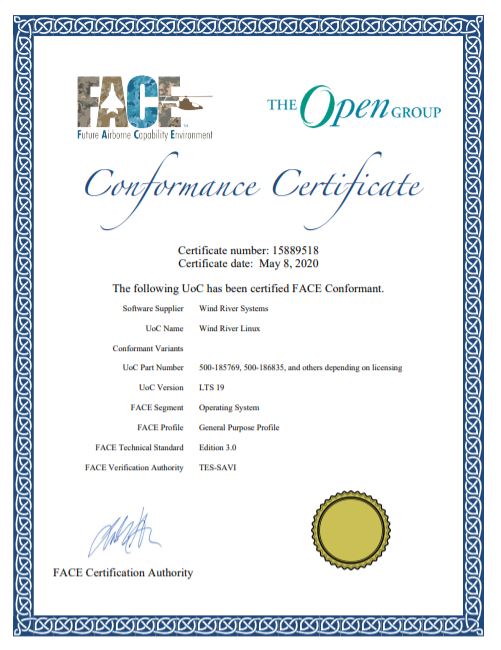 FACE™
Future Airborne Capability Environment
THE Open GROUP
Conformance Certificate
Certificate number: 15889518
Certificate date: May 8, 2020
The following UoC has been certified FACE Conformant.
Software Supplier Wind River Systems
UoC Name Wind River Linux
Conformant Variants
UoC Part Number 500-185769, 500-186835, and others depending on licensing
UoC Version LTS 19
FACE Segment Operating System
FACE Profile General Purpose Profile
FACE Technical Standard Edition 3.0
FACE Verification Authority TES-SAVI
FACE Certification Authority